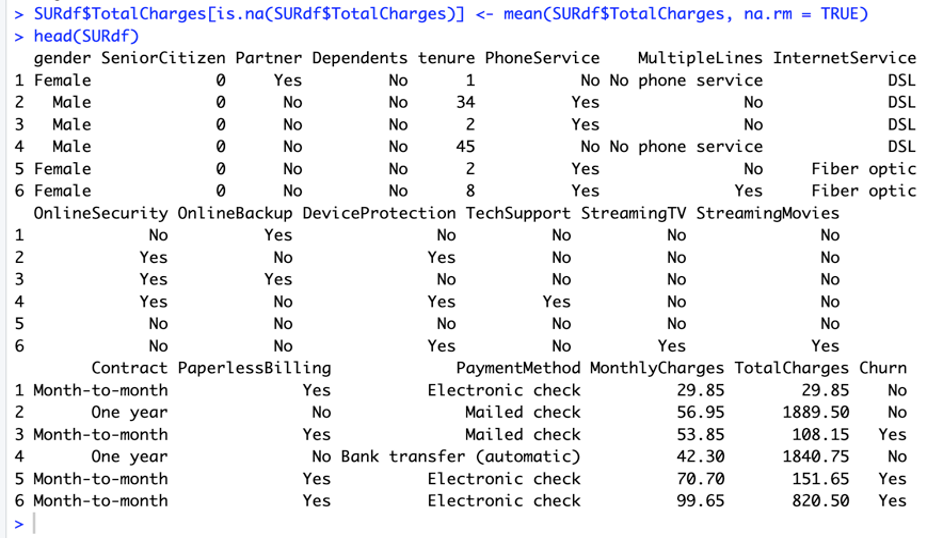 > SURdf$TotalCharges[is.na(SURdf$TotalCharges)] <- mean(SURdf$TotalCharges, na.rm = TRUE)
> head(SURdf)
  gender SeniorCitizen Partner Dependents tenure PhoneService    MultipleLines InternetService
1 Female             0     Yes         No      1           No No phone service             DSL
2   Male             0      No         No     34          Yes               No             DSL
3   Male             0      No         No      2          Yes               No             DSL
4   Male             0      No         No     45           No No phone service             DSL
5 Female             0      No         No      2          Yes               No     Fiber optic
6 Female             0      No         No      8          Yes              Yes     Fiber optic
  OnlineSecurity OnlineBackup DeviceProtection TechSupport StreamingTV StreamingMovies
1             No          Yes               No          No          No              No
2            Yes           No              Yes          No          No              No
3            Yes          Yes               No          No          No              No
4            Yes           No              Yes         Yes          No              No
5             No           No               No          No          No              No
6             No           No              Yes          No         Yes             Yes
        Contract PaperlessBilling             PaymentMethod MonthlyCharges TotalCharges Churn
1 Month-to-month              Yes          Electronic check          29.85        29.85    No
2       One year               No              Mailed check          56.95      1889.50    No
3 Month-to-month              Yes              Mailed check          53.85       108.15   Yes
4       One year               No Bank transfer (automatic)          42.30      1840.75    No
5 Month-to-month              Yes          Electronic check          70.70       151.65   Yes
6 Month-to-month              Yes          Electronic check          99.65       820.50   Yes
>